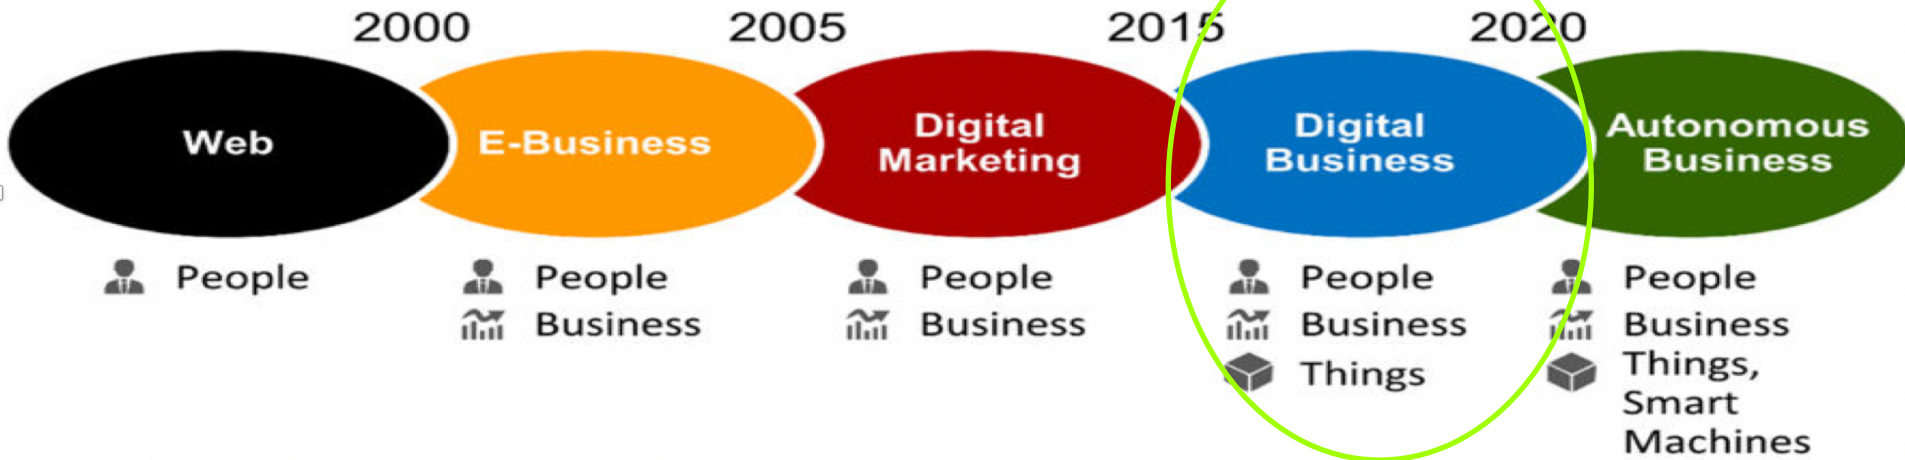 2000
2005
2015
2020
Web
E-Business
Digital
Marketing
Digital
Business
Autonomous
Business
People
People
Business
People
Business
People
Business
Things
People
Business
Things,
Smart
Machines